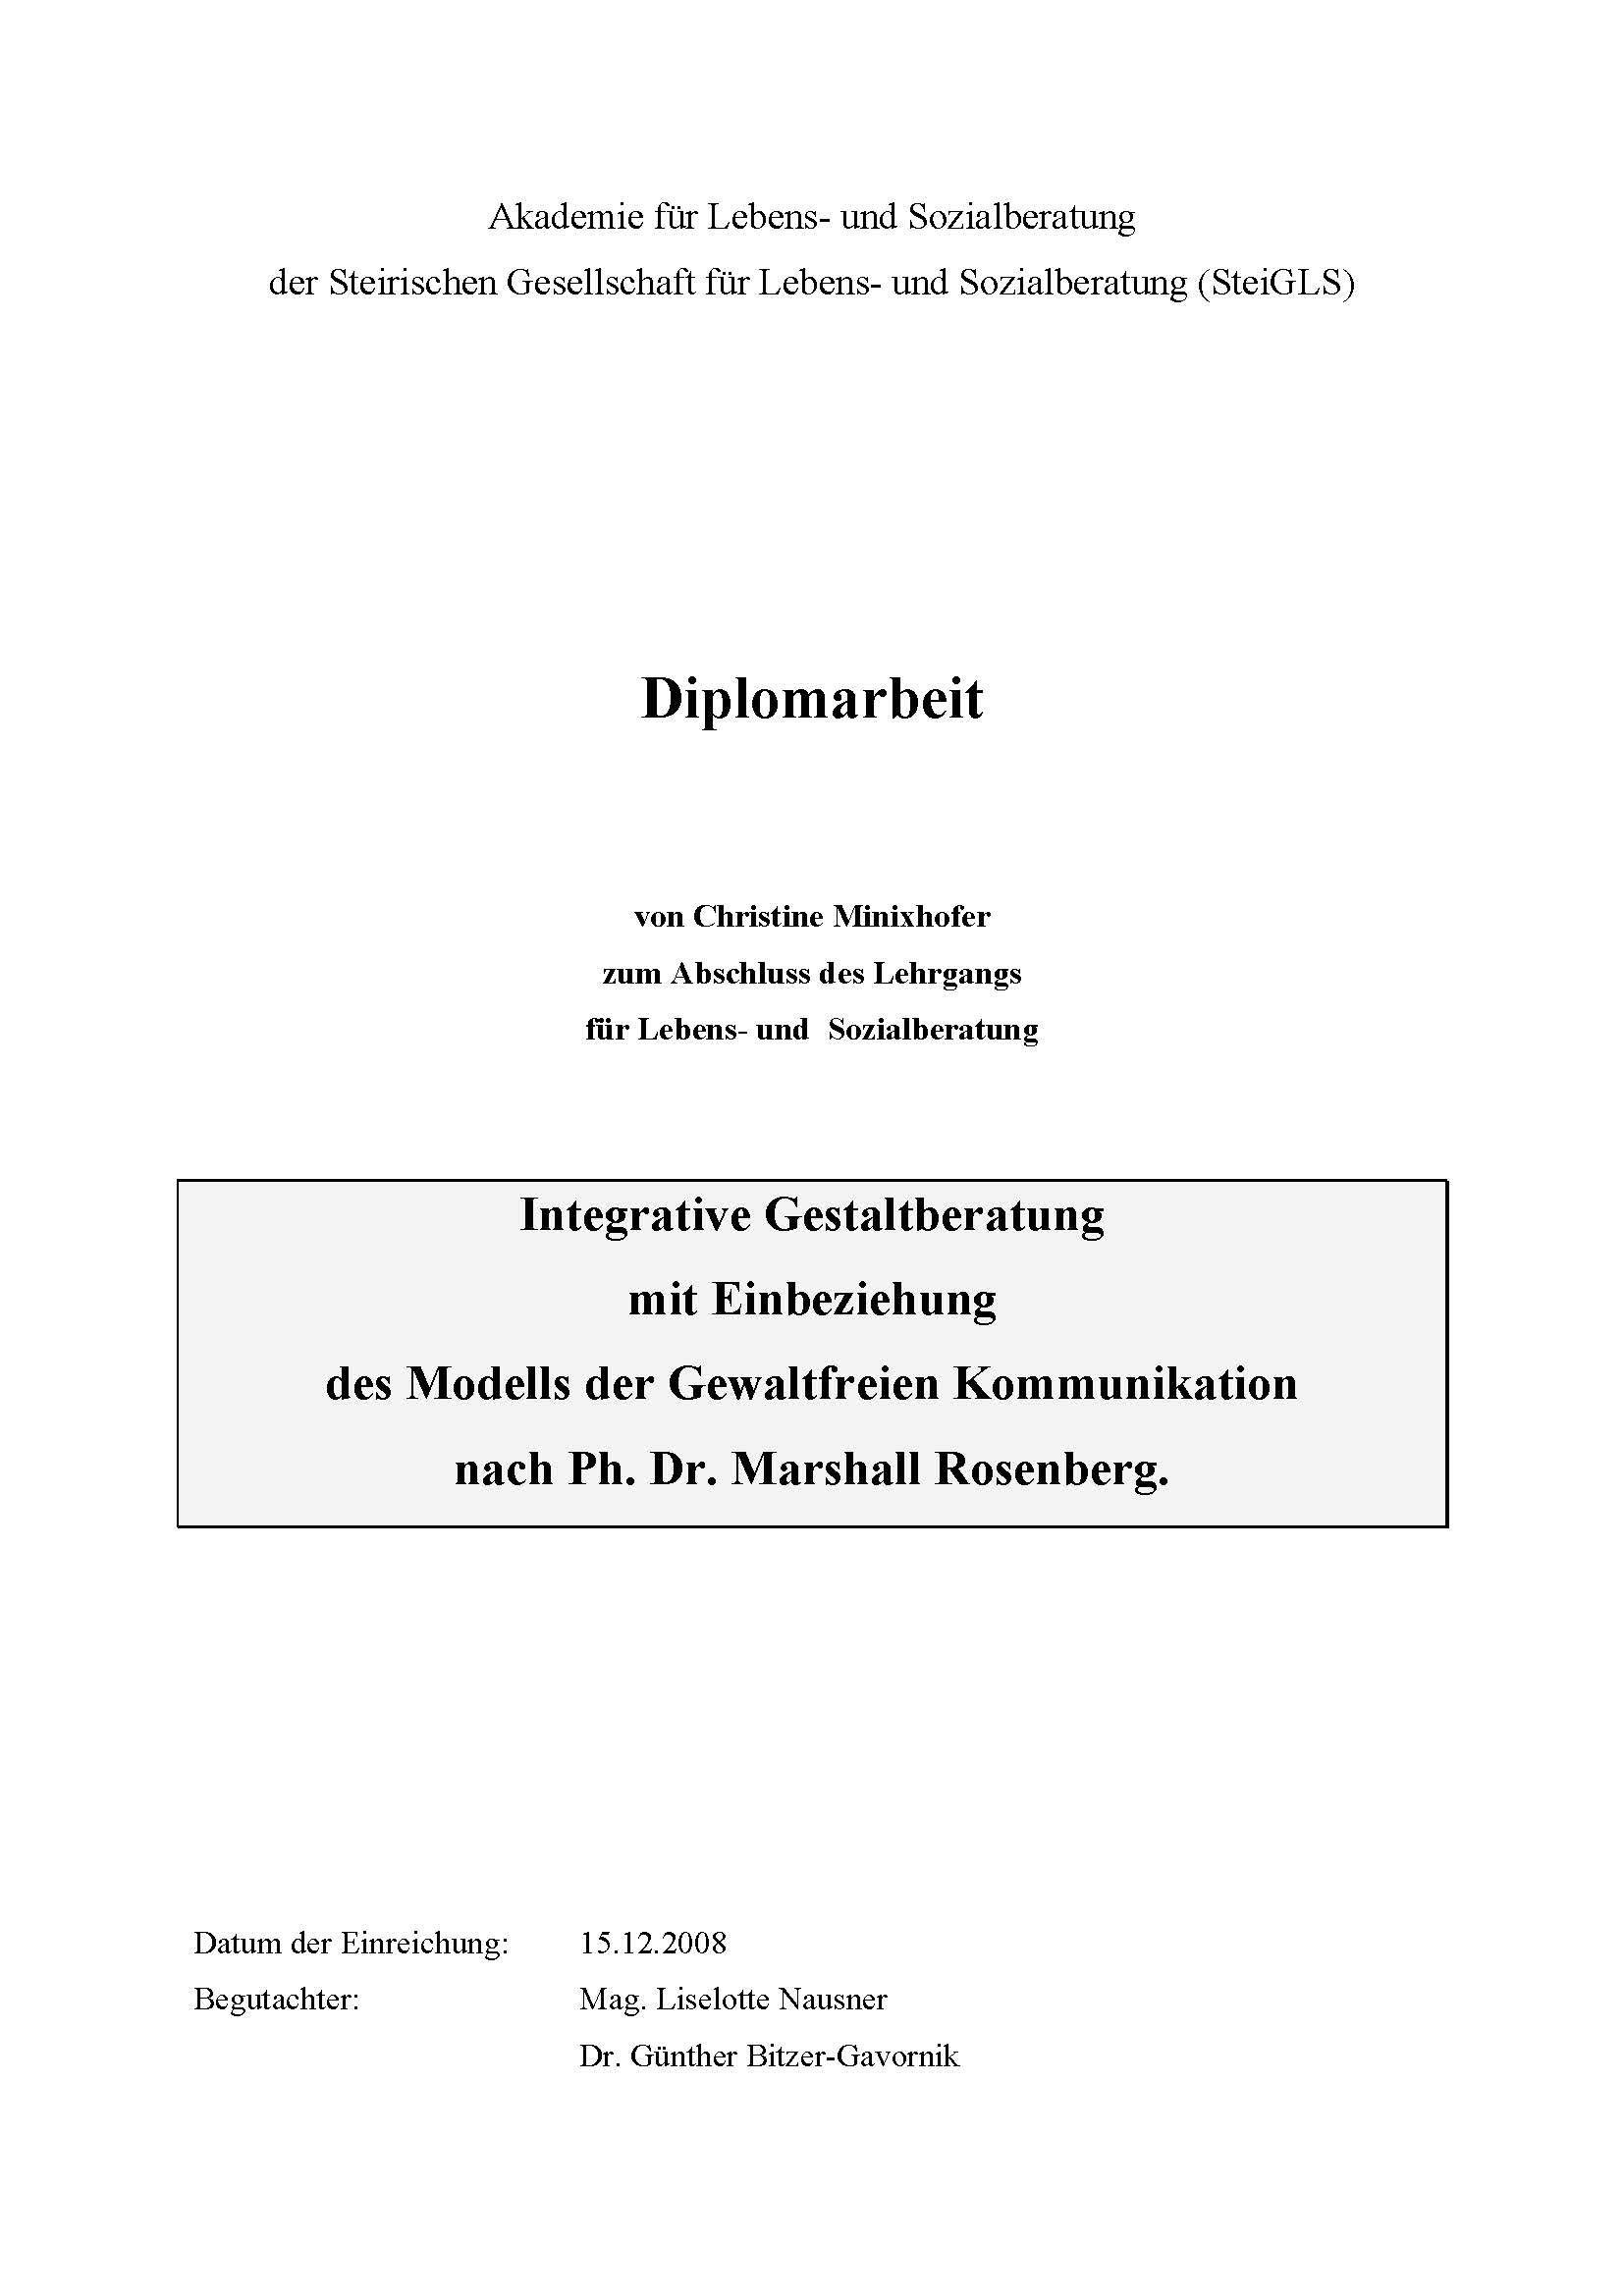 Akademie für Lebens- und Sozialberatung
der Steirischen Gesellschaft für Lebens- und Sozialberatung (SteiGLS)
Diplomarbeit
von Christine Minixhofer
zum Abschluss des Lehrgangs
für Lebens- und  Sozialberatung
Integrative Gestaltberatung
mit Einbeziehung
des Modells der Gewaltfreien Kommunikation
nach Ph. Dr. Marshall Rosenberg.
Datum der Einreichung: 15.12.2008
Begutachter: Mag. Liselotte Nausner
Dr. Günther Bitzer-Gavornik